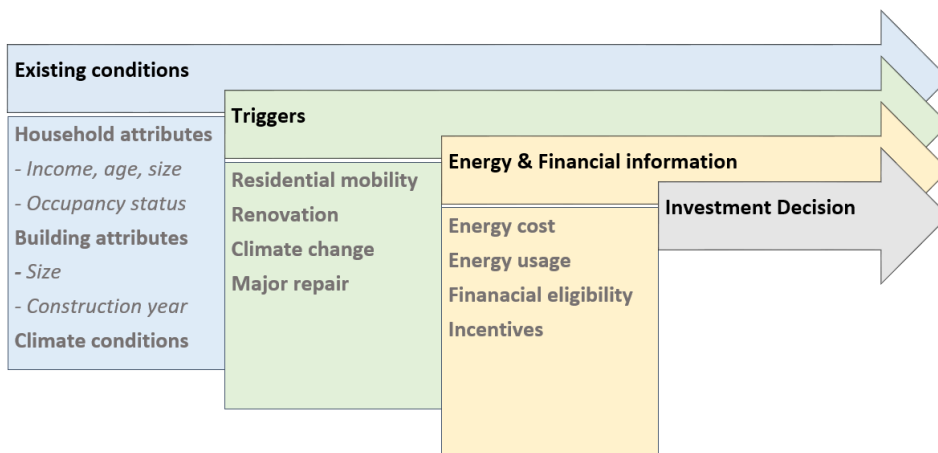 Existing conditions
Household attributes
- Income, age, size
- Occupancy status
Building attributes
- Size
- Construction year
Climate conditions
Triggers
Residential mobility
Renovation
Climate change
Major repair
Energy & Financial information
Energy cost
Energy usage
Finanacial eligibility
Incentives
Investment Decision